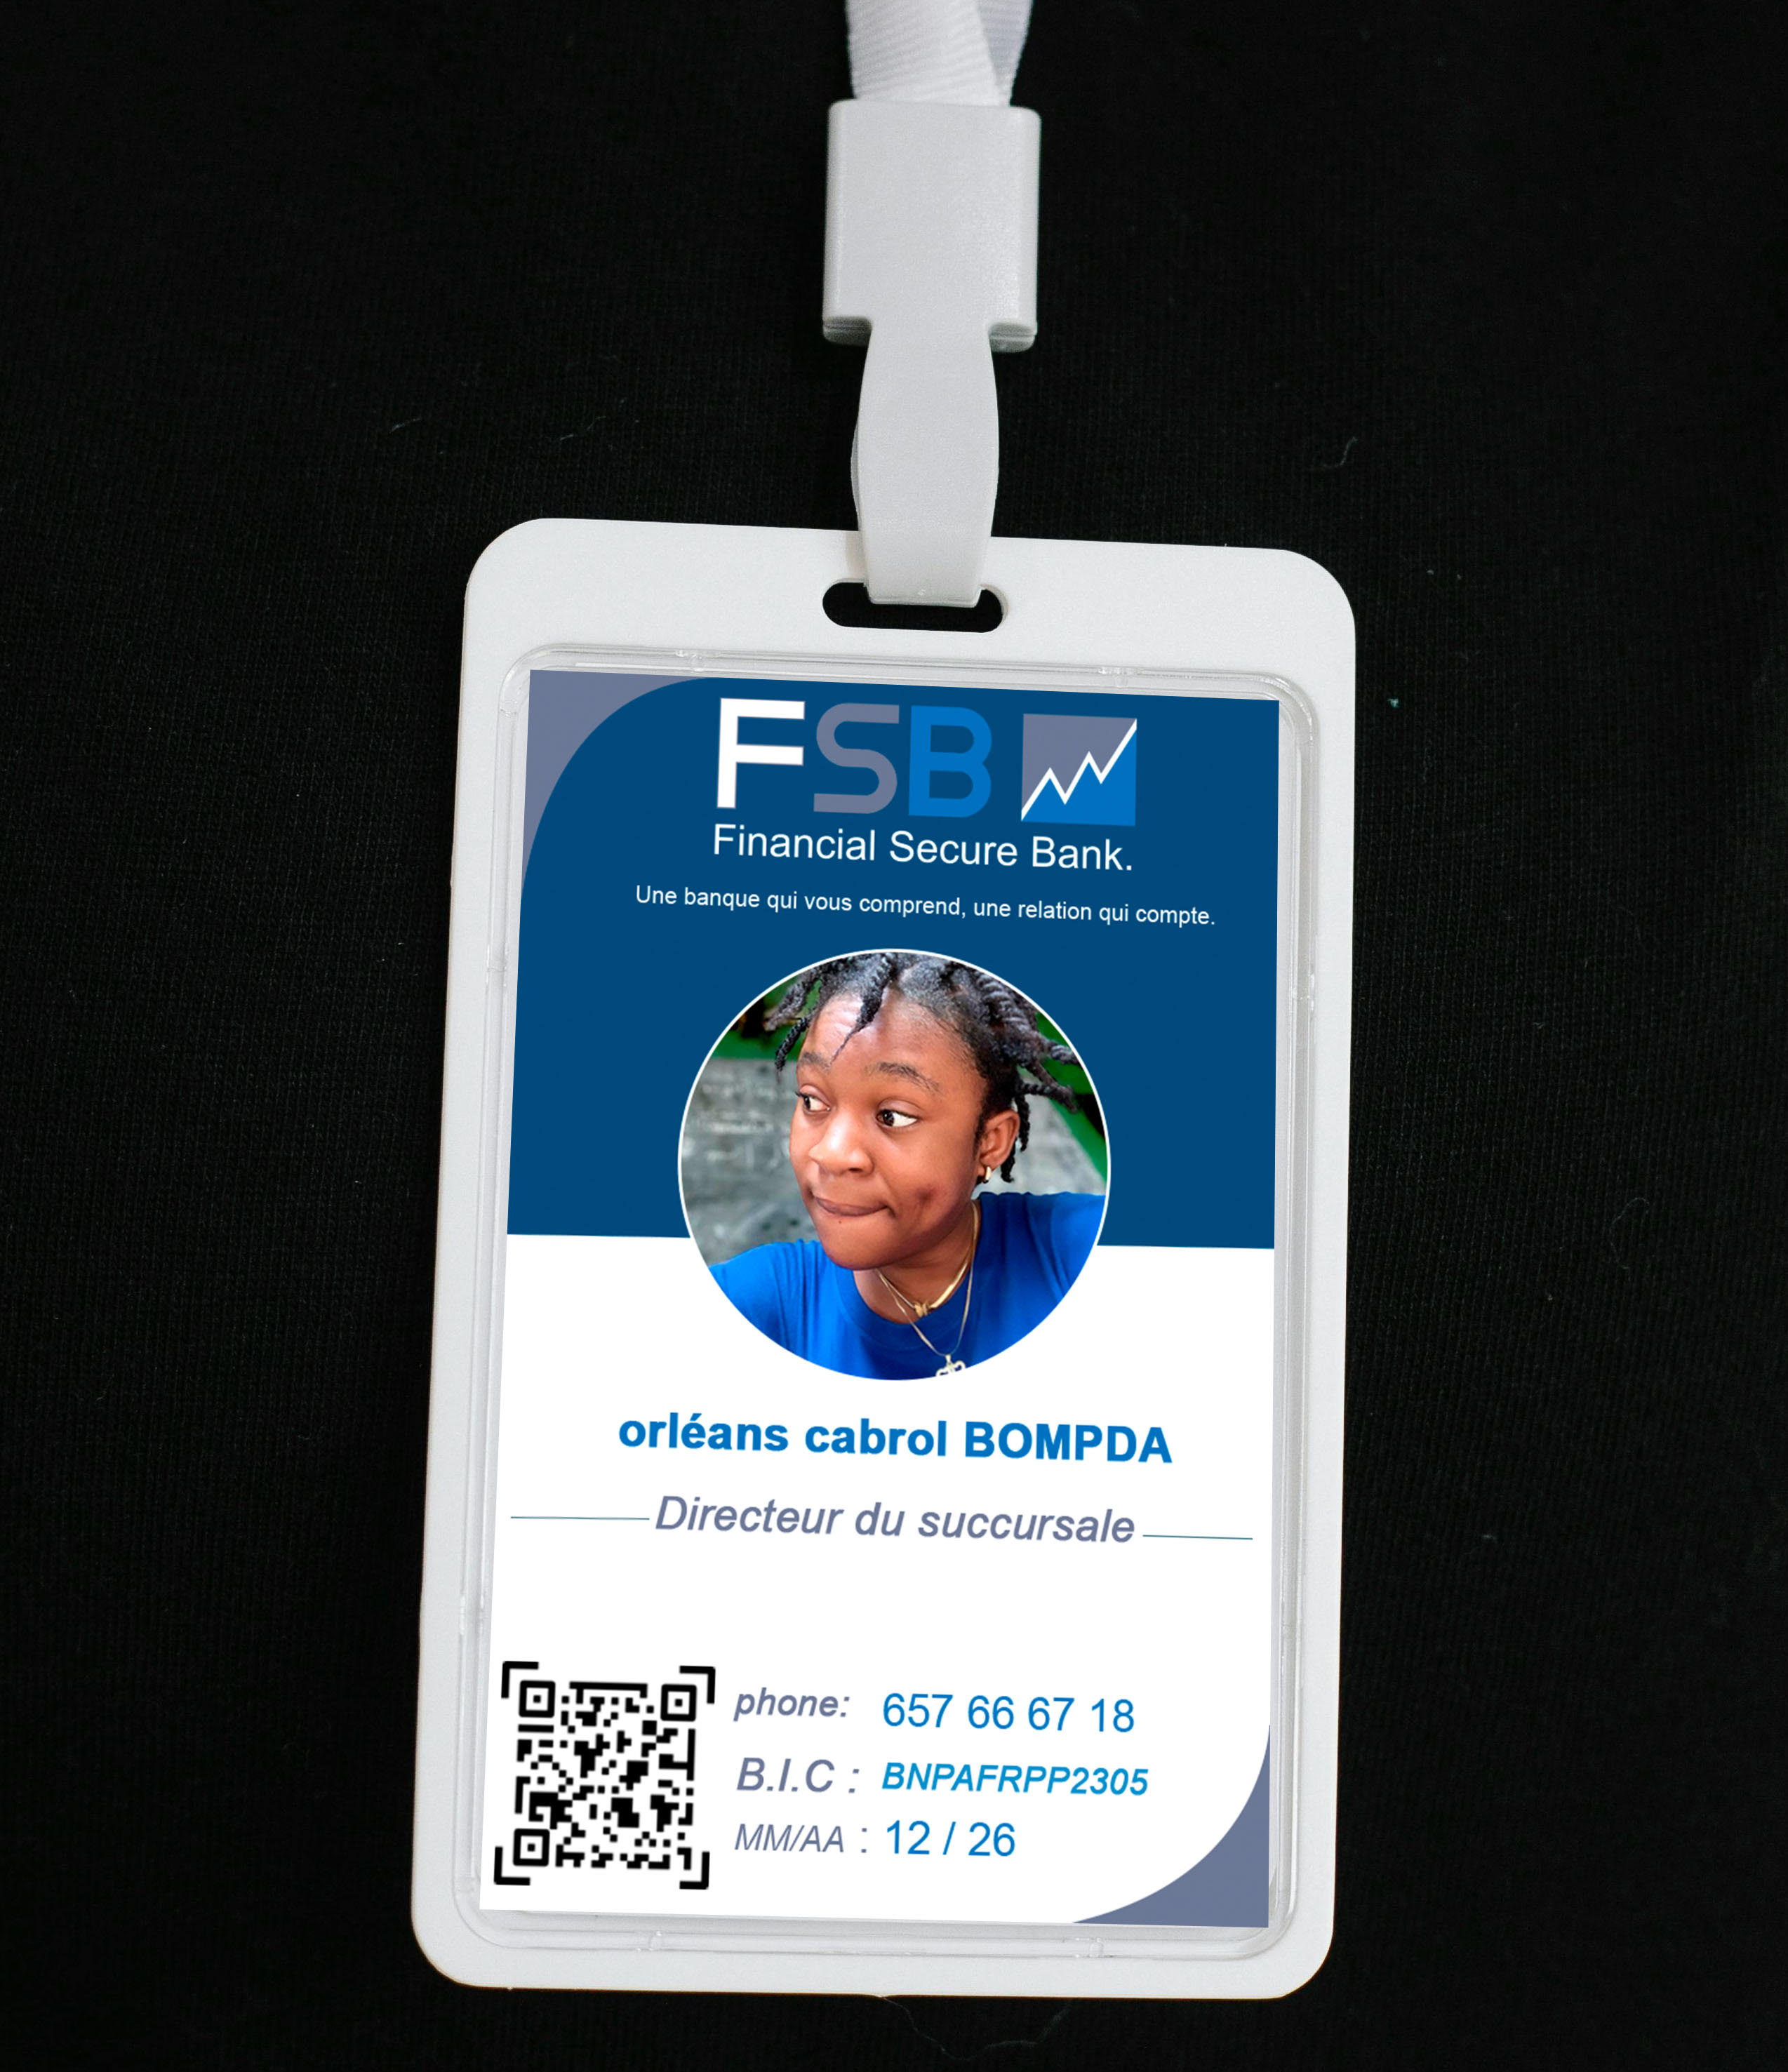 FSB
Financial Secure Bank.
Une banque qui vous comprend, une relation qui compte.
orléans cabrol BOMPDA
Directeur du succursale
phone: 657 66 67 18
B.I.C : BNPAFRPP2305
MM/AA : 12 / 26